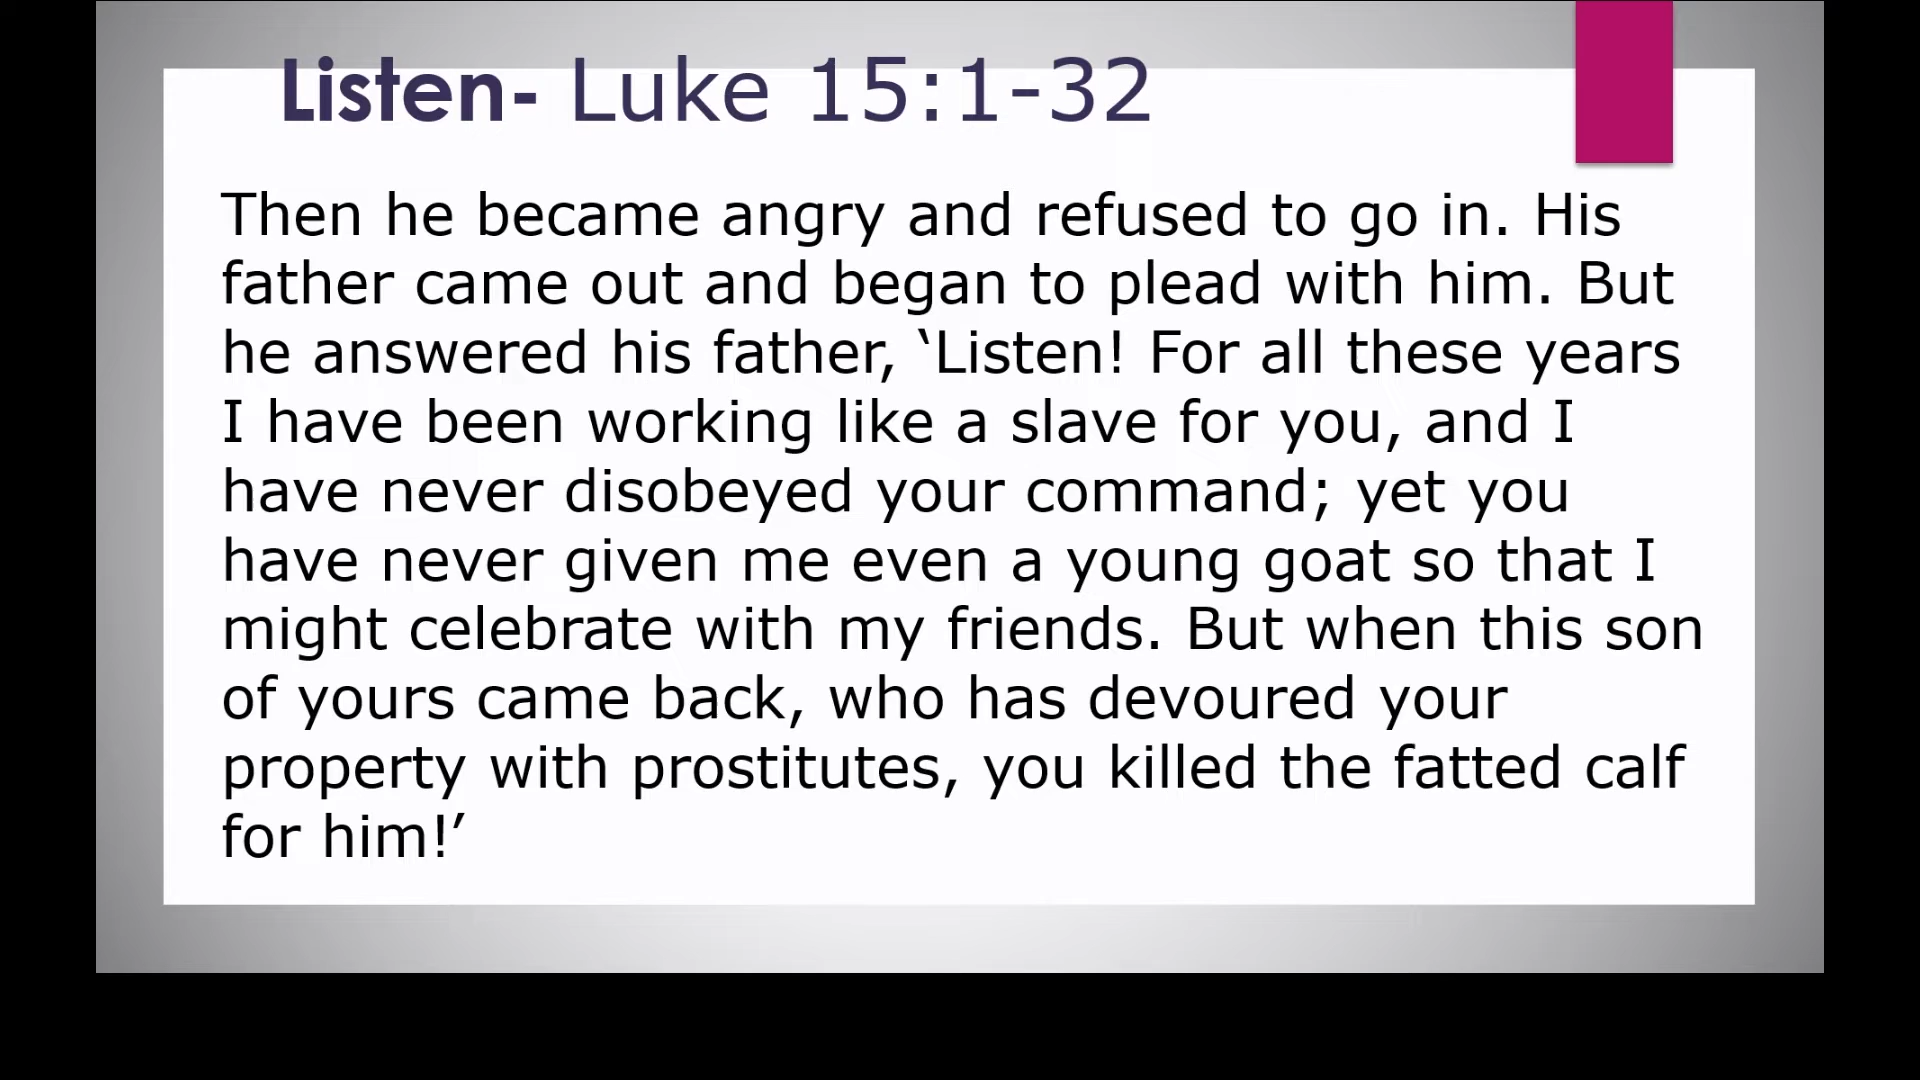 Listen- Luke 15:1-32
Then he became angry and refused to go in. His
father came out and began to plead with him. But
he answered his father, ‘Listen! For all these years
I have been working like a slave for you, and I
have never disobeyed your command; yet you
have never given me even a young goat so that I
might celebrate with my friends. But when this son
of yours came back, who has devoured your
property with prostitutes, you killed the fatted calf
for him!’